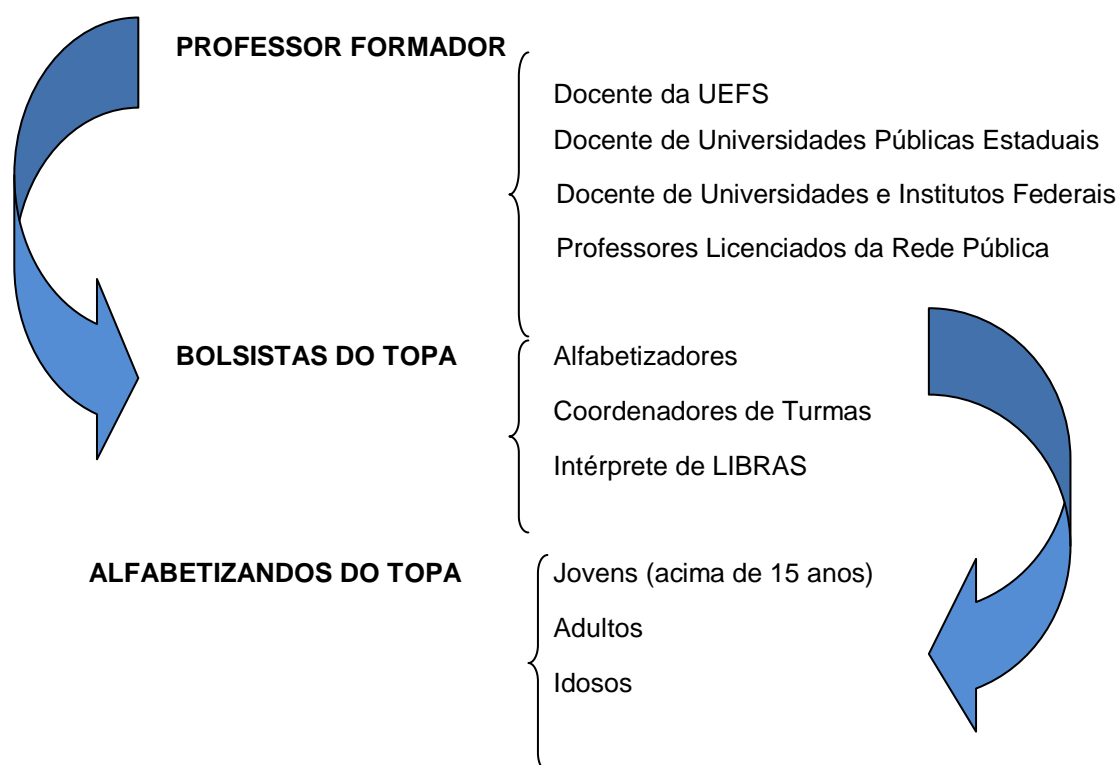 PROFESSOR FORMADOR
Docente da UEFS
Docente de Universidades Públicas Estaduais
Docente de Universidades e Institutos Federais
Professores Licenciados da Rede Pública
BOLSISTAS DO TOPA
Alfabetizadores
Coordenadores de Turmas
Intérprete de LIBRAS
ALFABETIZANDOS DO TOPA
Jovens (acima de 15 anos)
Adultos
Idosos